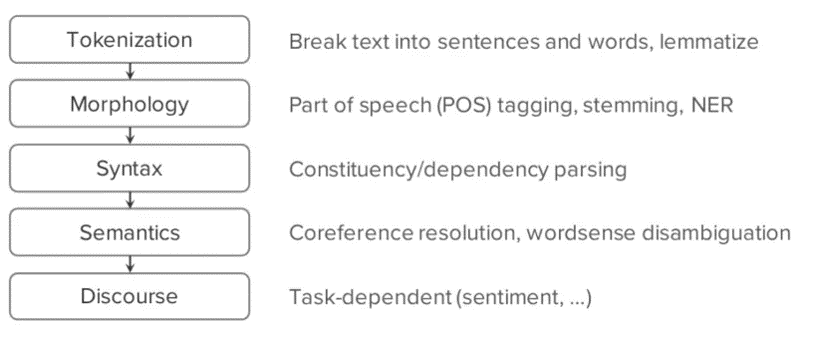 Tokenization
Break text into sentences and words, lemmatize
Morphology
Part of speech (POS) tagging, stemming, NER
Syntax
Constituency/dependency parsing
Semantics
Coreference resolution, wordsense disambiguation
Discourse
Task-dependent (sentiment, ...)